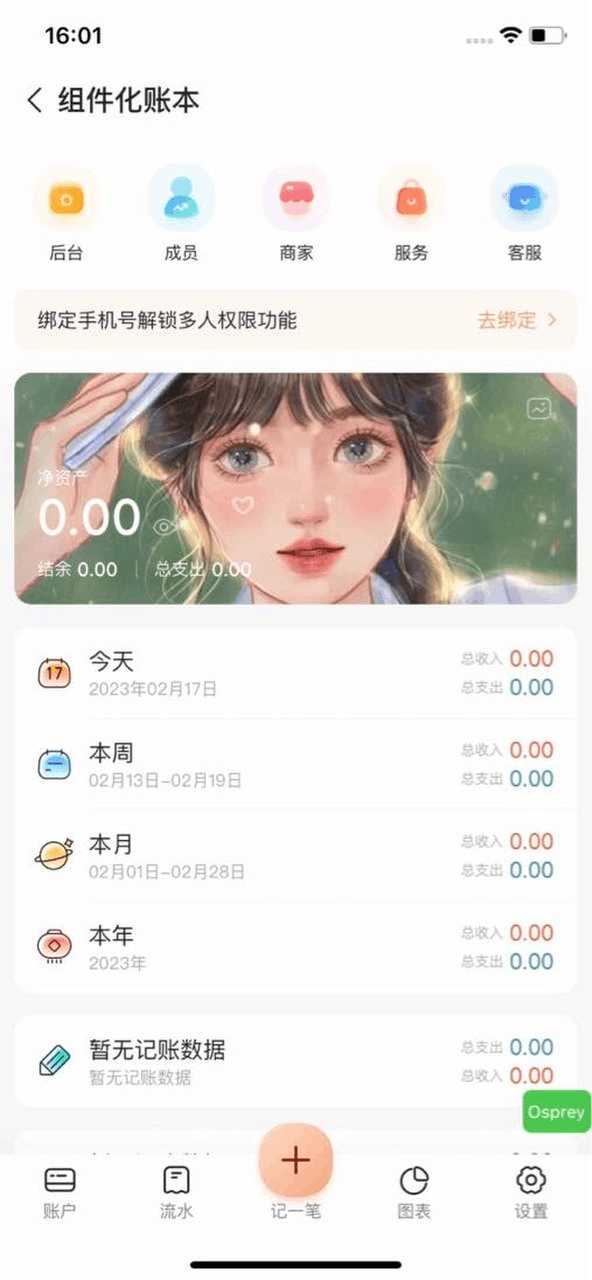 16:01
组件化账本
后台
成员
商家
服务
客服
绑定手机号解锁多人权限功能
去绑定
净资产
0.00
结余 0.00
总支出 0.00
17
今天
2023年02月17日
总收入 0.00
总支出 0.00
本周
02月13日-02月19日
总收入 0.00
总支出 0.00
本月
02月01日-02月28日
总收入 0.00
总支出 0.00
本年
2023年
总收入 0.00
总支出 0.00
暂无记账数据
暂无记账数据
总支出 0.00
总收入 0.00
Osprey
账户
流水
记一笔
图表
设置